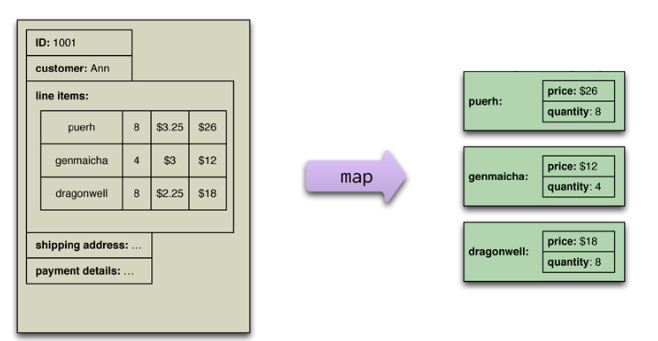 ID: 1001
customer: Ann
line items:
puerh 8 $3.25 $26
genmaicha 4 $3 $12
dragonwell 8 $2.25 $18
shipping address: ...
payment details: ...
map
puerh:
price: $26
quantity: 8
genmaicha:
price: $12
quantity: 4
dragonwell:
price: $18
quantity: 8